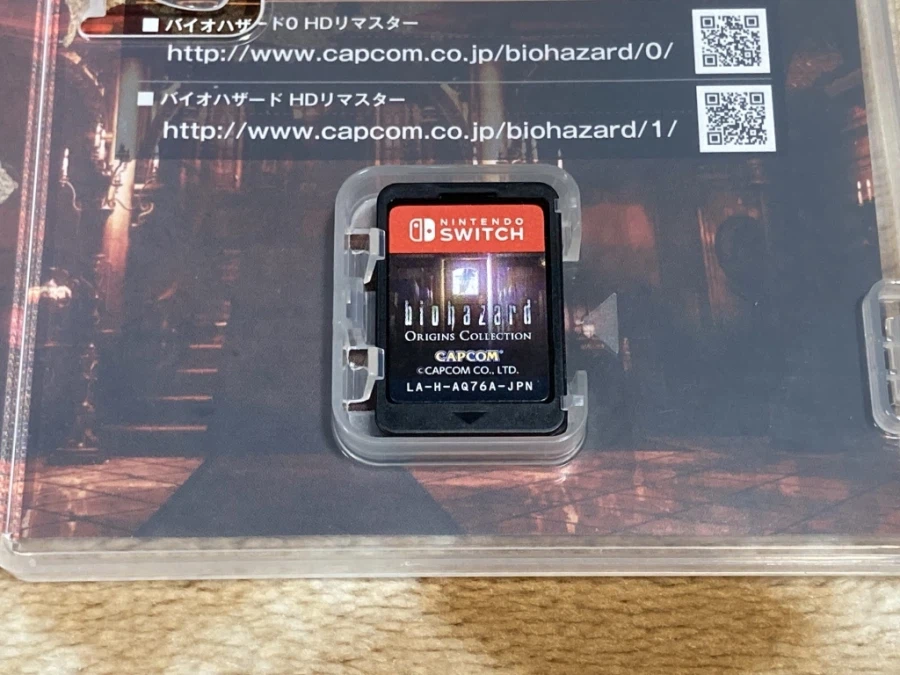 ■ バイオハザード0 HDリマスター
http://www.capcom.co.jp/biohazard/0/
■ バイオハザード HDリマスター
http://www.capcom.co.jp/biohazard/1/
NINTENDO
SWITCH
biohazard
ORIGINS COLLECTION
CAPCOM
©CAPCOM CO., LTD.
LA-H-AQ76A-JPN